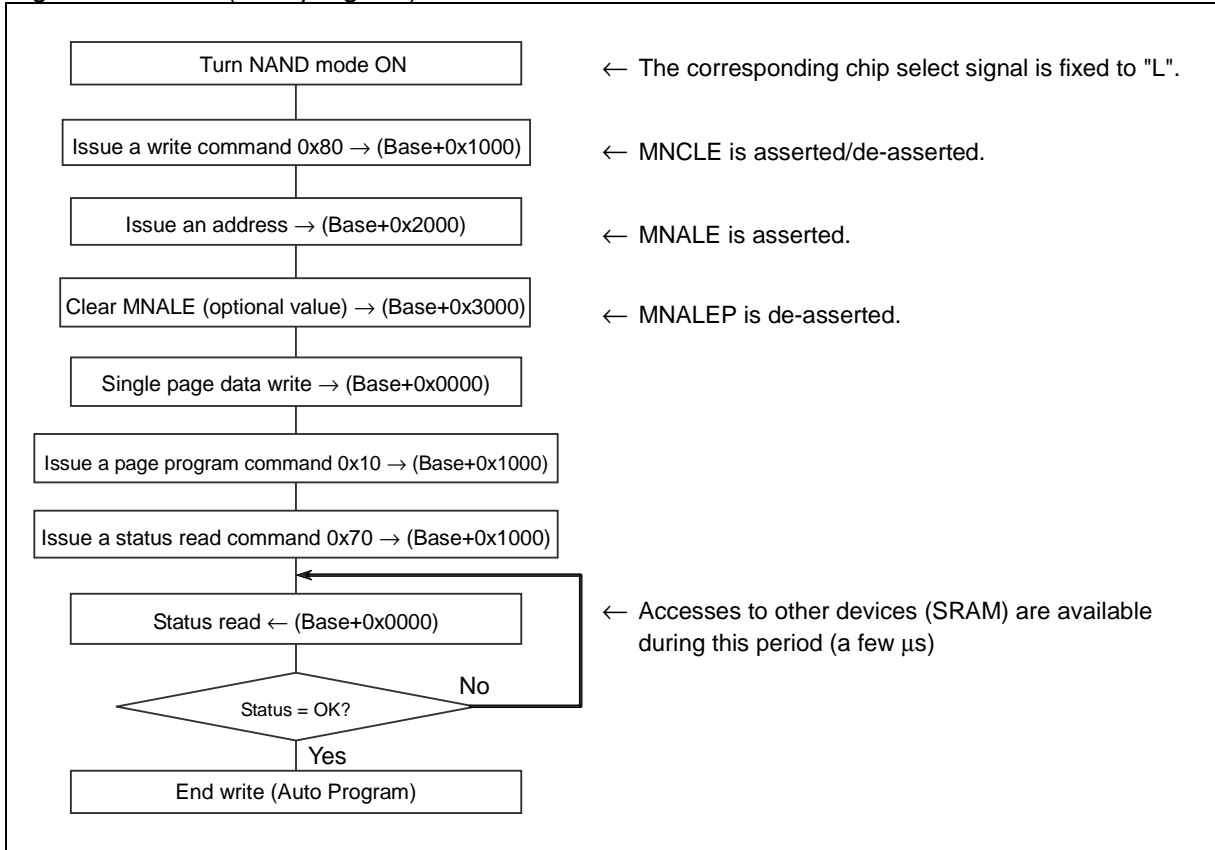 Turn NAND mode ON
← The corresponding chip select signal is fixed to "L".
Issue a write command 0x80 → (Base+0x1000)
← MNCLE is asserted/de-asserted.
Issue an address → (Base+0x2000)
← MNALE is asserted.
Clear MNALE (optional value) → (Base+0x3000)
← MNALEP is de-asserted.
Single page data write → (Base+0x0000)
Issue a page program command 0x10 → (Base+0x1000)
Issue a status read command 0x70 → (Base+0x1000)
Status read ← (Base+0x0000)
← Accesses to other devices (SRAM) are available
during this period (a few μs)
No
Status = OK?
Yes
End write (Auto Program)